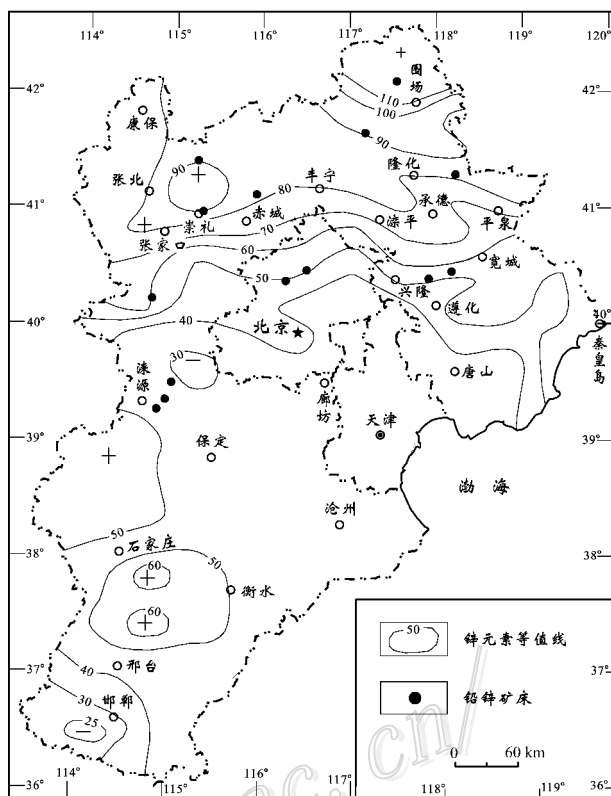 114° 115° 116° 117° 118° 119° 120°
42° 42°
41° 41°
40° 40°
39° 39°
38° 38°
37° 37°
36° 36°
114° 115° 116° 117° 118° 119°
围场
110
100
90
康保
隆化
90
丰宁
张北
80
承德
平泉
赤城
滦平
崇礼
70
张家
60
宽城
50
兴隆
遵化
北京
40
秦皇岛
30
涞源
唐山
廊坊
天津
保定
渤海
沧州
50
石家庄
50
60
衡水
60
邢台
40
30
邯郸
25
50
锌元素等值线
铅锌矿床
0 60 km